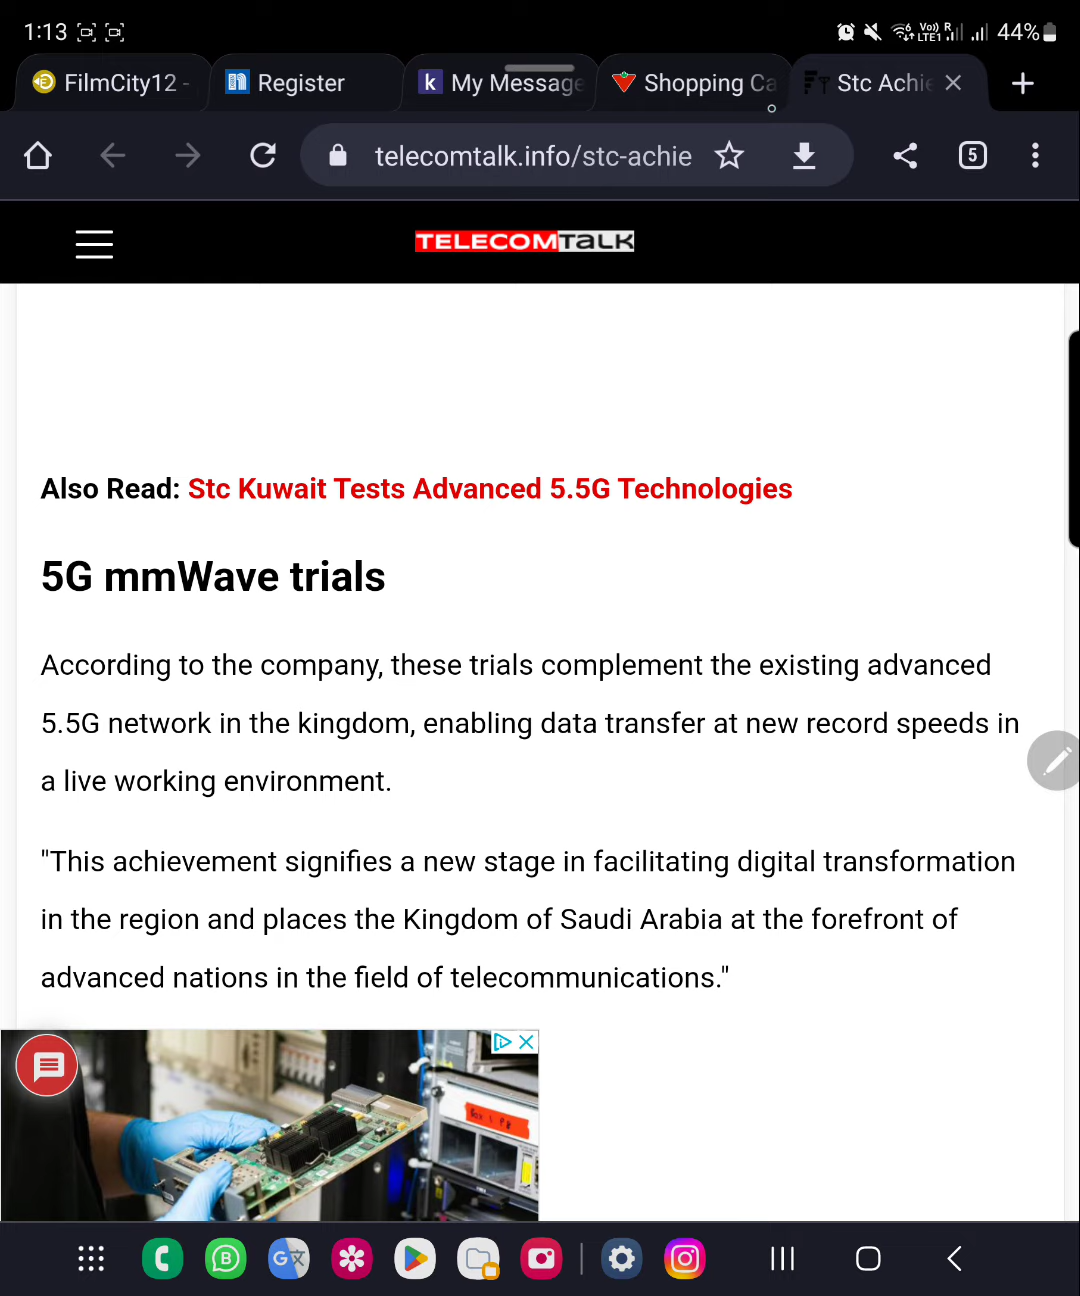 1:13 Vo)) R LTE1 44%
FilmCity12 - Register k My Message Shopping Ca Stc Achie
telecomtalk.info/stc-achie 5
TELECOMTALK
Also Read: Stc Kuwait Tests Advanced 5.5G Technologies
5G mmWave trials
According to the company, these trials complement the existing advanced
5.5G network in the kingdom, enabling data transfer at new record speeds in
a live working environment.
"This achievement signifies a new stage in facilitating digital transformation
in the region and places the Kingdom of Saudi Arabia at the forefront of
advanced nations in the field of telecommunications."